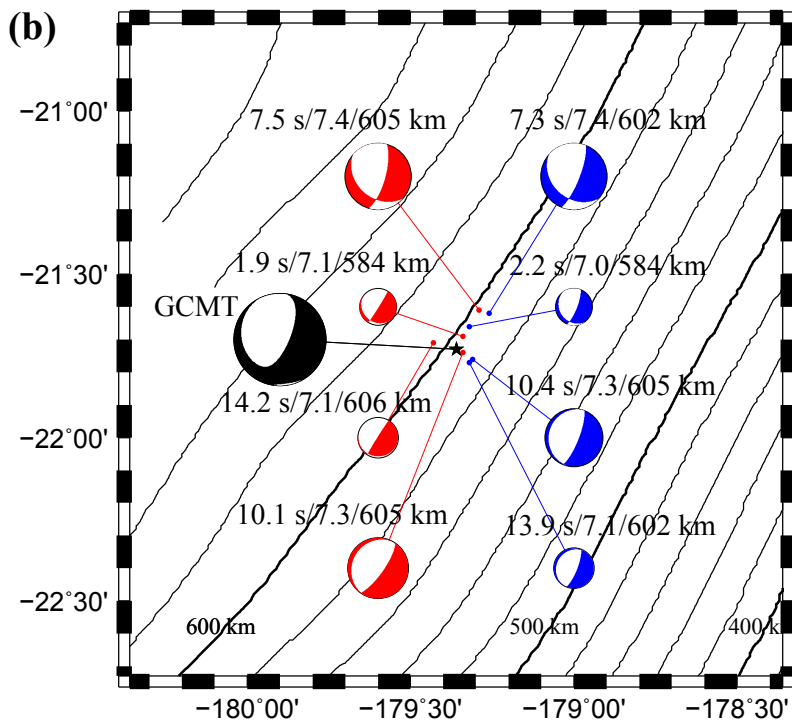 (b)
−21˚00'
7.5 s/7.4/605 km
7.3 s/7.4/602 km
−21˚30'
1.9 s/7.1/584 km
2.2 s/7.0/584 km
GCMT
14.2 s/7.1/606 km
10.4 s/7.3/605 km
−22˚00'
10.1 s/7.3/605 km
13.9 s/7.1/602 km
−22˚30'
600 km
500 km
400 k
−180˚00'
−179˚30'
−179˚00'
−178˚30'